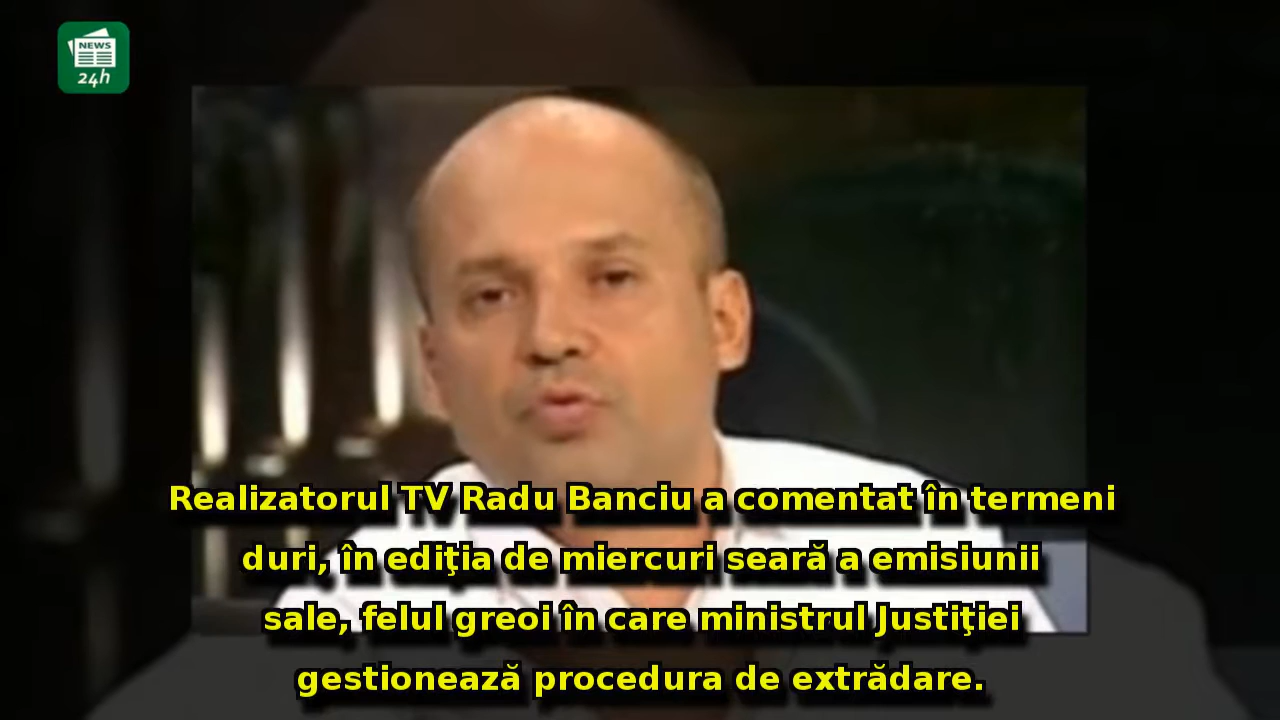 NEWS
24h
Realizatorul TV Radu Banciu a comentat în termeni
duri, în ediţia de miercuri seară a emisiunii
sale, felul greoi în care ministrul Justiţiei
gestionează procedura de extrădare.